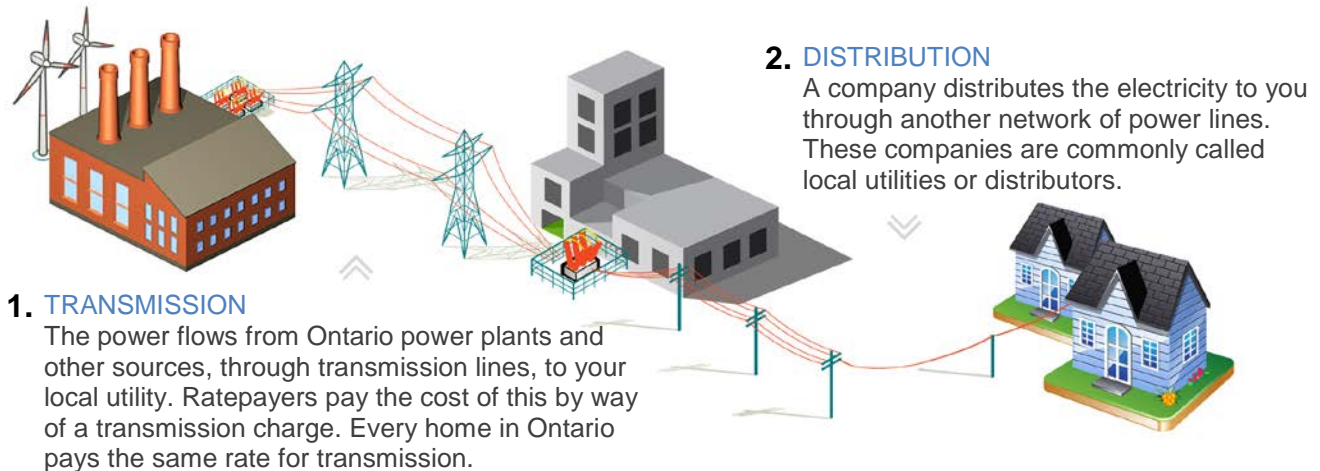 1. TRANSMISSION
The power flows from Ontario power plants and
other sources, through transmission lines, to your
local utility. Ratepayers pay the cost of this by way
of a transmission charge. Every home in Ontario
pays the same rate for transmission.
2. DISTRIBUTION
A company distributes the electricity to you
through another network of power lines.
These companies are commonly called
local utilities or distributors.